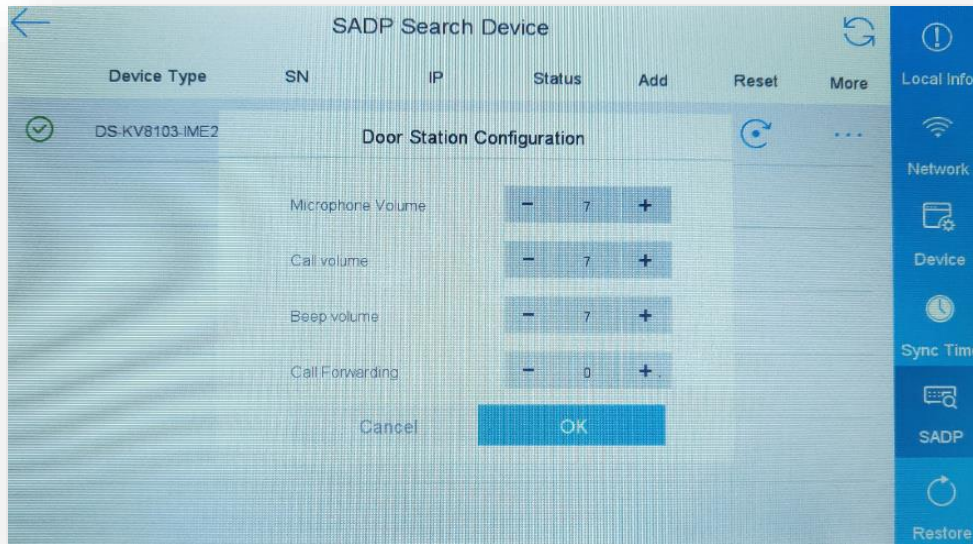 SADP Search Device
Device Type SN IP Status Add Reset More
DS-KV8103-IME2
Door Station Configuration
Microphone Volume - 7 +
Call volume - 7 +
Beep volume - 7 +
Call Forwarding - 0 +
Cancel OK
Local Info
Network
Device
Sync Time
SADP
Restore